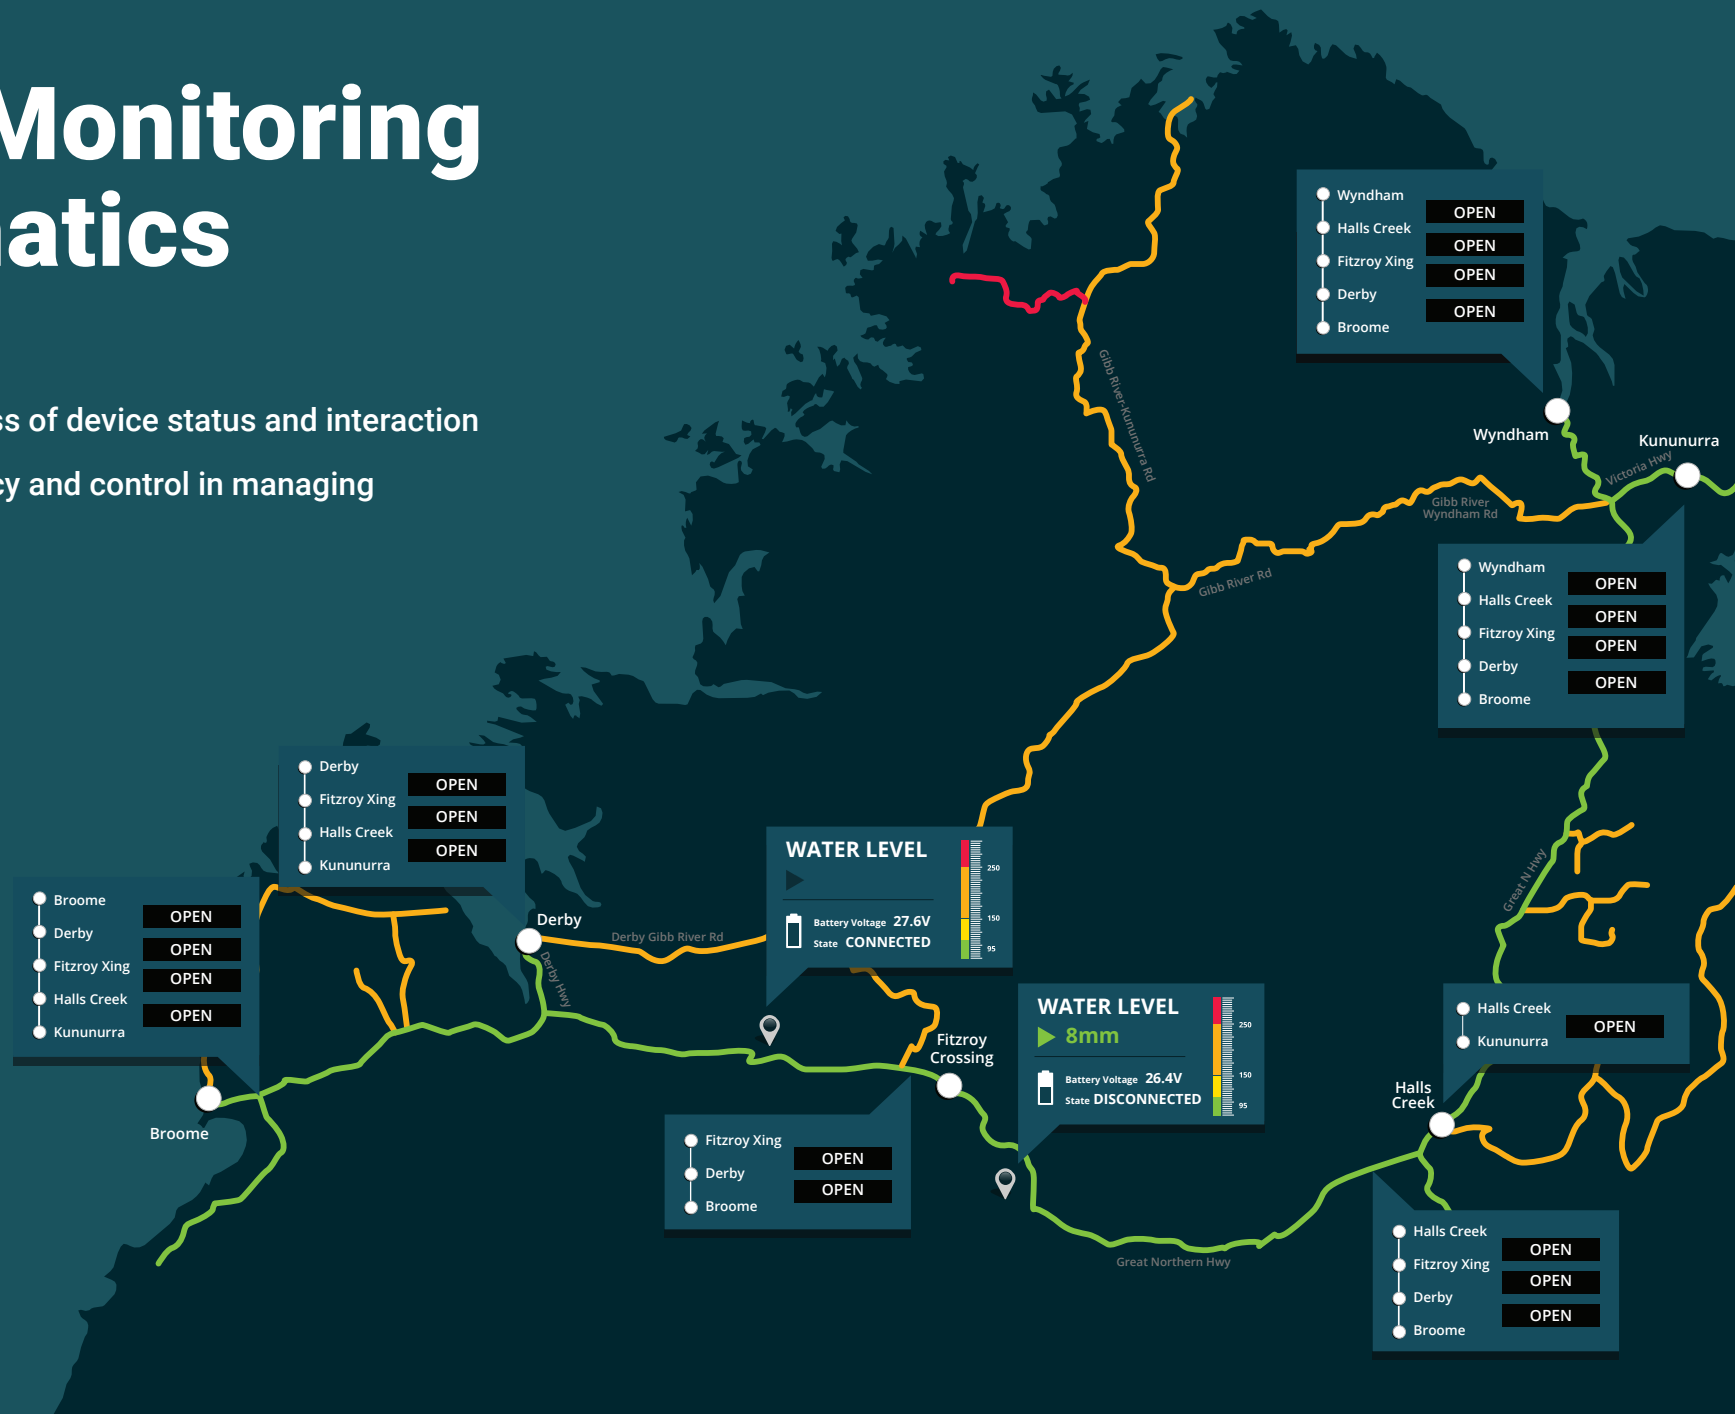 Monitoring
atics
ss of device status and interaction
cy and control in managing
Wyndham
OPEN
Halls Creek
OPEN
Fitzroy Xing
OPEN
Derby
OPEN
Broome
Wyndham
Kununurra
Victoria Hwy
Gibb River-Kununurra Rd
Gibb River
Wyndham Rd
Gibb River Rd
Wyndham
OPEN
Halls Creek
OPEN
Fitzroy Xing
OPEN
Derby
OPEN
Broome
Derby
OPEN
Fitzroy Xing
OPEN
Halls Creek
OPEN
Kununurra
WATER LEVEL
250
150
95
Battery Voltage 27.6V
State CONNECTED
Great N Hwy
Broome
OPEN
Derby
OPEN
Fitzroy Xing
OPEN
Halls Creek
OPEN
Kununurra
Derby
Derby Gibb River Rd
Derby Hwy
WATER LEVEL
8mm
250
150
95
Battery Voltage 26.4V
State DISCONNECTED
Halls Creek
OPEN
Kununurra
Fitzroy
Crossing
Halls
Creek
Broome
Fitzroy Xing
OPEN
Derby
OPEN
Broome
Great Northern Hwy
Halls Creek
OPEN
Fitzroy Xing
OPEN
Derby
OPEN
Broome